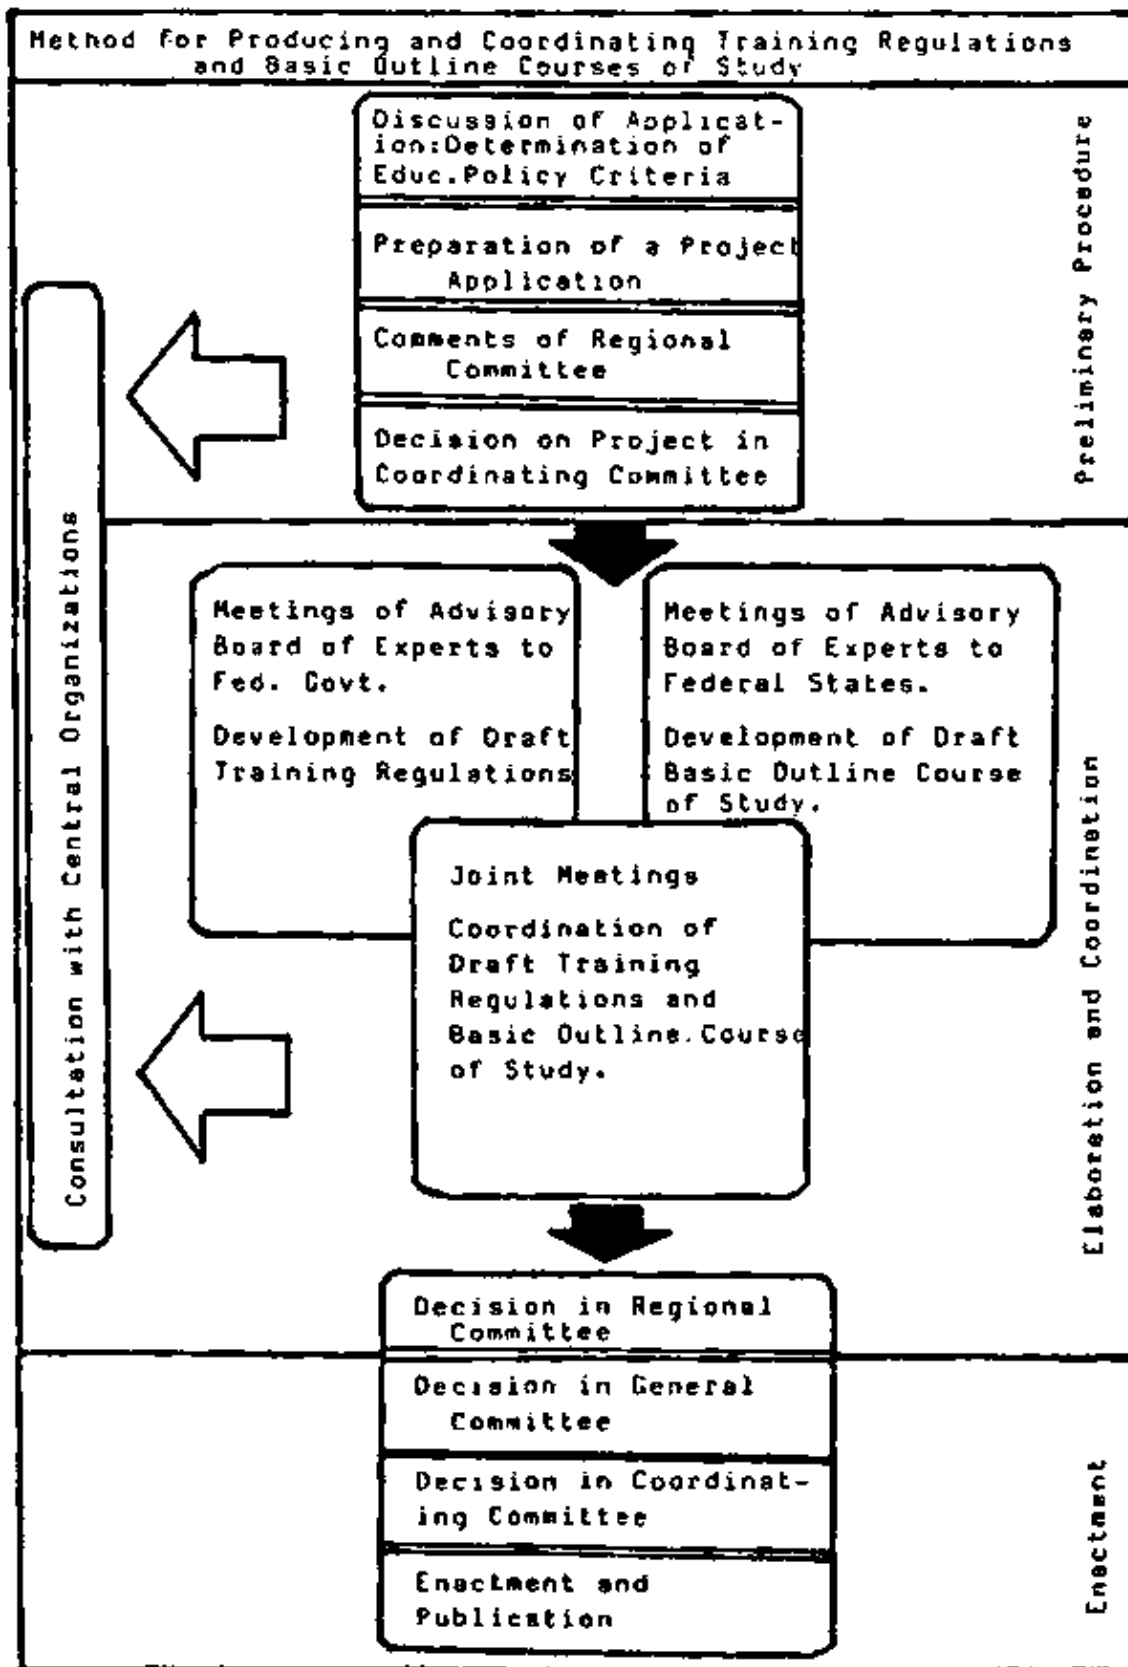 Method for Producing and Coordinating Training Regulations
and Basic Outline Courses of Study
Discussion of Applicat-
ion:Determination of
Educ.Policy Criteria
Preparation of a Project
Application
Comments of Regional
Committee
Decision on Project in
Coordinating Committee
Preliminary Procedure
Consultation with Central Organizations
Meetings of Advisory
Board of Experts to
Fed. Govt.
Development of Draft
Training Regulations
Meetings of Advisory
Board of Experts to
Federal States.
Development of Draft
Basic Outline Course
of Study.
Joint Meetings
Coordination of
Draft Training
Regulations and
Basic Outline.Course
of Study.
Elaboration and Coordination
Decision in Regional
Committee
Decision in General
Committee
Decision in Coordinat-
ing Committee
Enactment and
Publication
Enactment